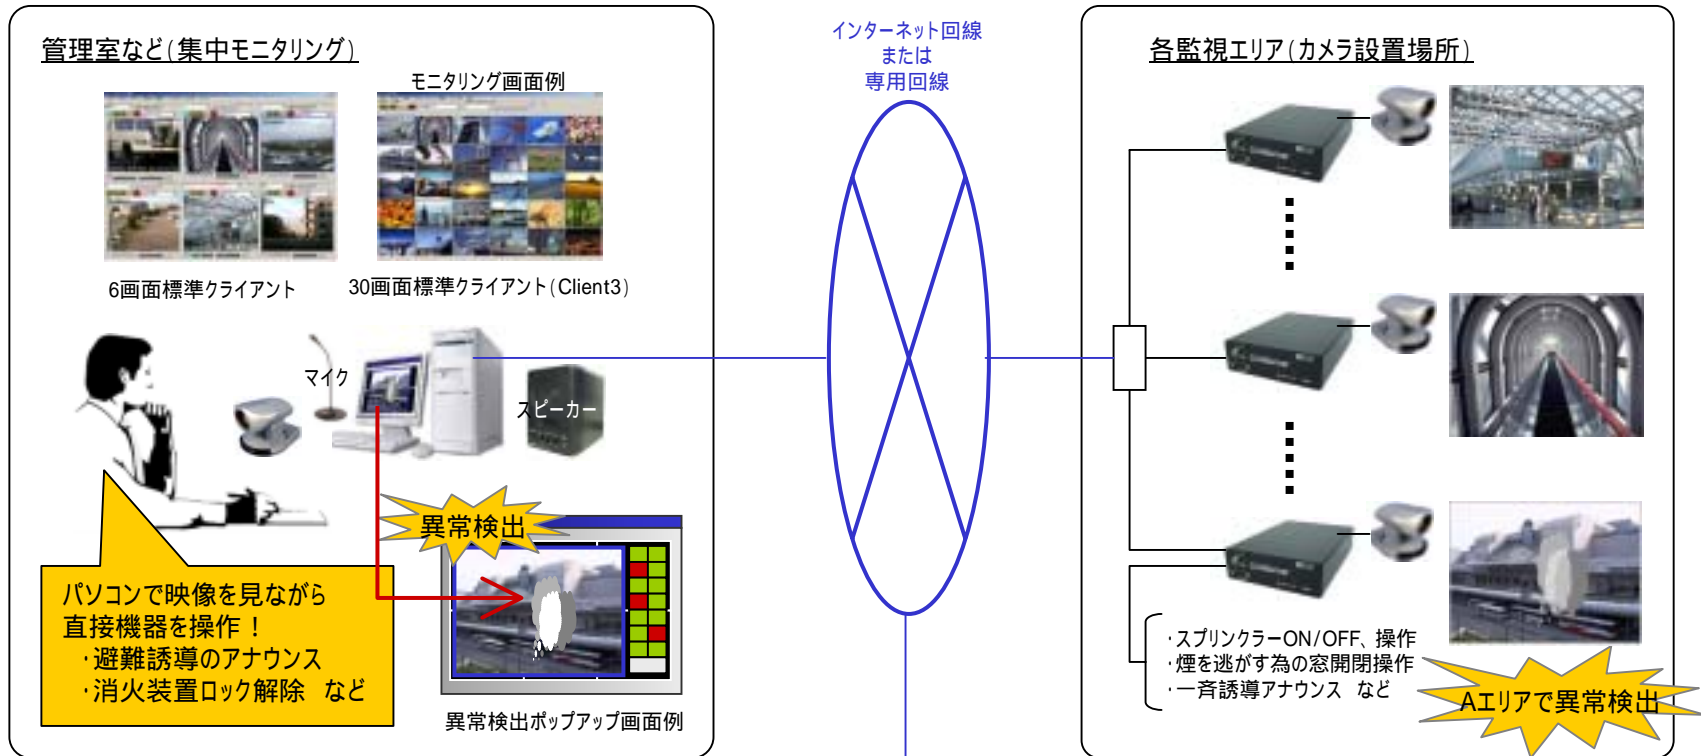 管理室など(集中モニタリング)
モニタリング画面例
6画面標準クライアント
30画面標準クライアント(Client3)
マイク
スピーカー
異常検出
パソコンで映像を見ながら
直接機器を操作！
・避難誘導のアナウンス
・消火装置ロック解除　など
異常検出ポップアップ画面例
インターネット回線
または
専用回線
各監視エリア(カメラ設置場所)
・スプリンクラーON/OFF、操作
・煙を逃がす為の窓開閉操作
・一斉誘導アナウンス　など
Aエリアで異常検出